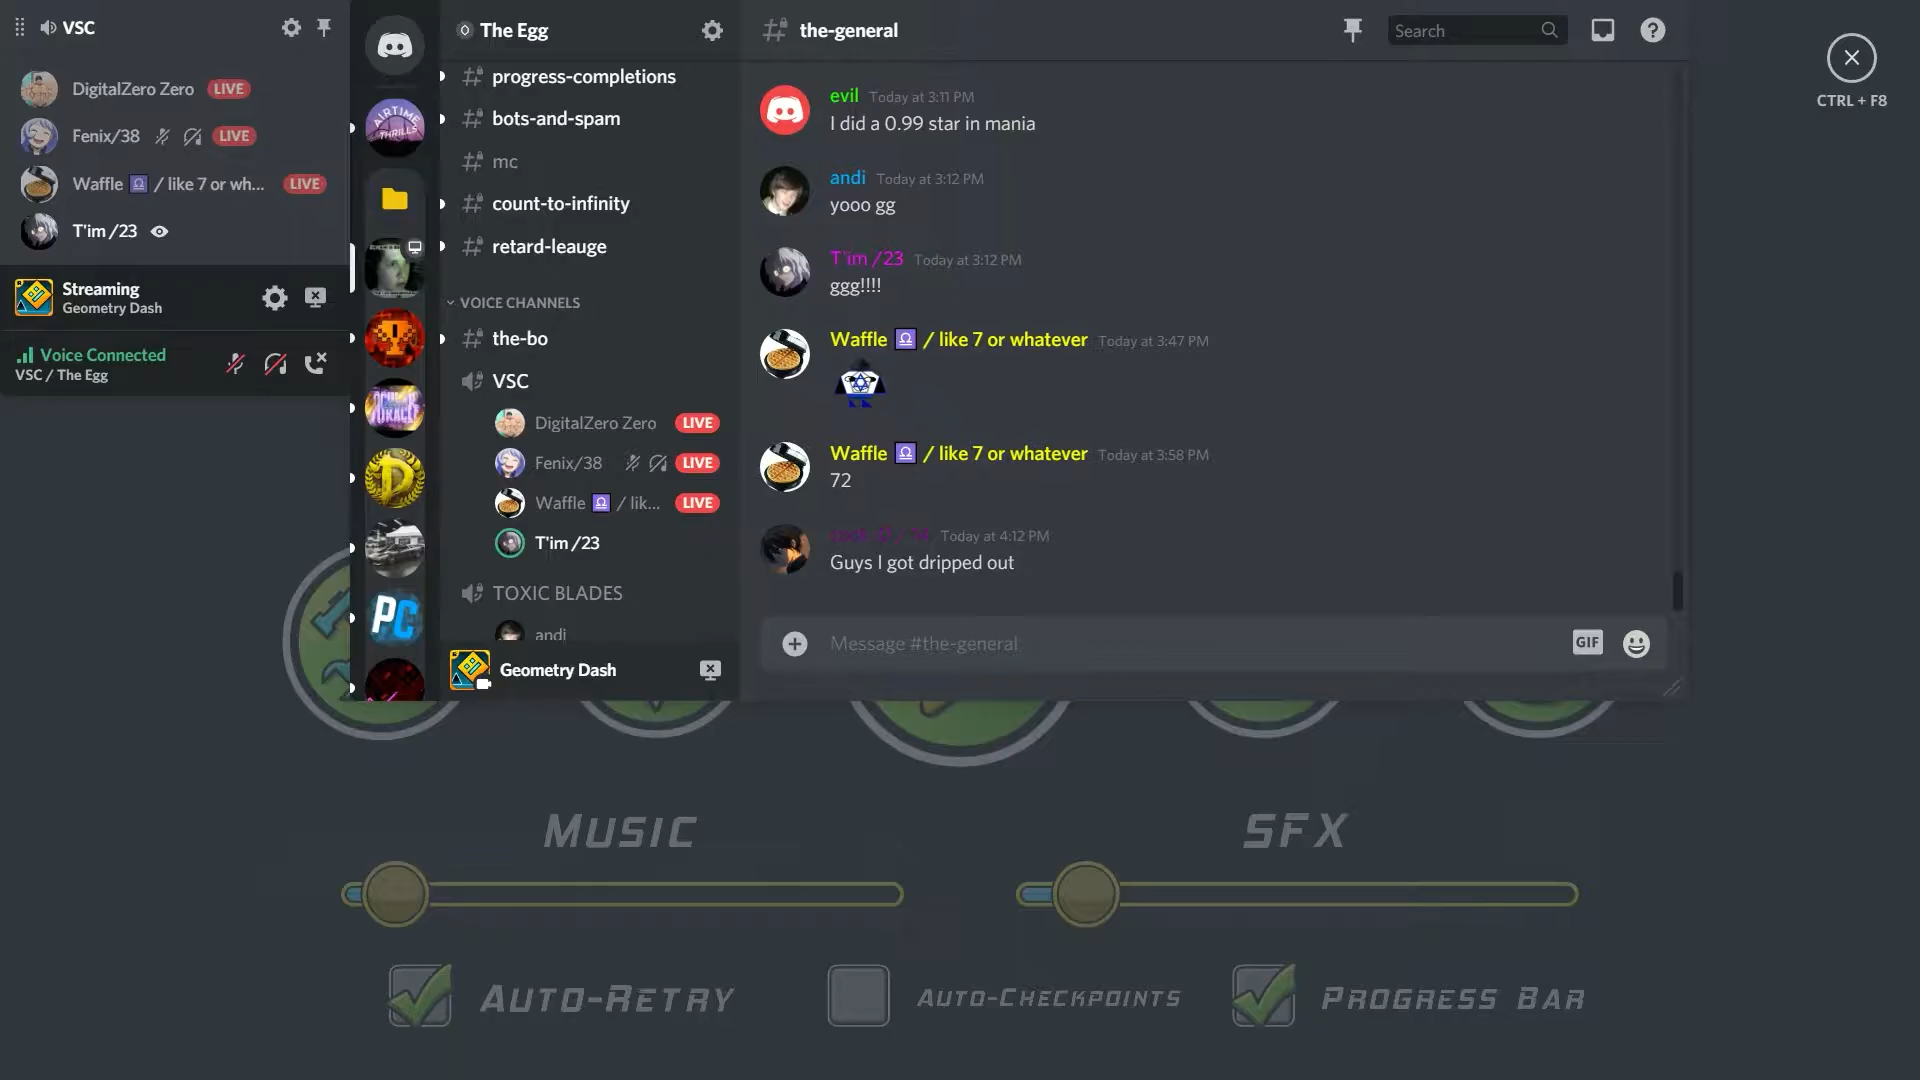 VSC
DigitalZero Zero LIVE
Fenix/38 LIVE
Waffle ♎ / like 7 or wh... LIVE
T'im /23
Streaming
Geometry Dash
Voice Connected
VSC / The Egg
AIRTIME THRILLS
D
PC
The Egg
progress-completions
bots-and-spam
mc
count-to-infinity
retard-leauge
VOICE CHANNELS
the-bo
VSC
DigitalZero Zero LIVE
Fenix/38 LIVE
Waffle ♎ / lik... LIVE
T'im /23
TOXIC BLADES
andi
Geometry Dash
the-general
Search
evil Today at 3:11 PM
I did a 0.99 star in mania
andi Today at 3:12 PM
yooo gg
T'im /23 Today at 3:12 PM
ggg!!!!
Waffle ♎ / like 7 or whatever Today at 3:47 PM
Waffle ♎ / like 7 or whatever Today at 3:58 PM
72
Today at 4:12 PM
Guys I got dripped out
Message #the-general
GIF
CTRL + F8
MUSIC
SFX
AUTO-RETRY
AUTO-CHECKPOINTS
PROGRESS BAR